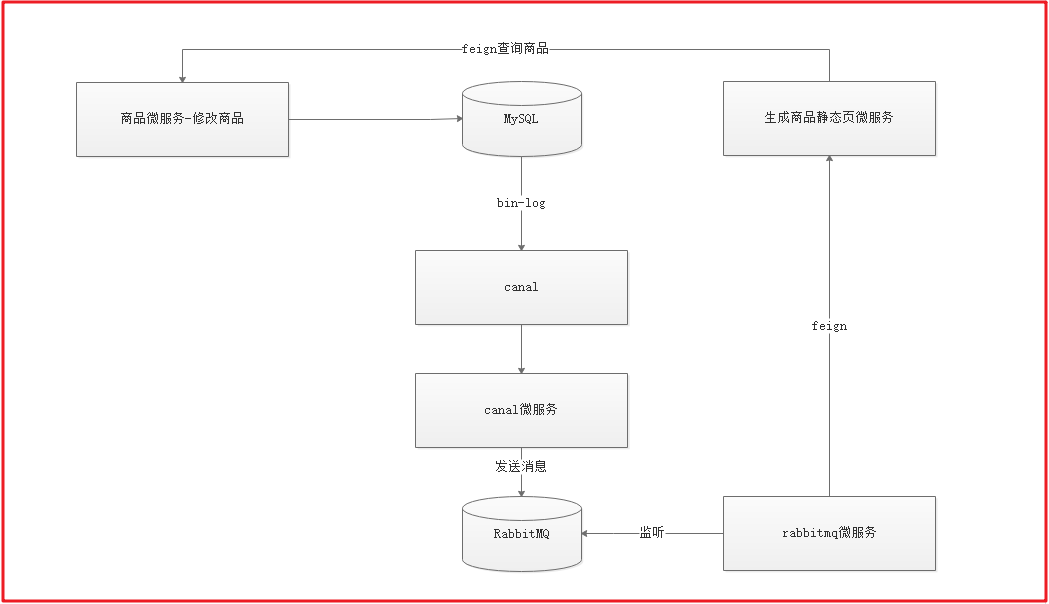 feign查询商品
商品微服务-修改商品
MySQL
生成商品静态页微服务
bin-log
canal
feign
canal微服务
发送消息
RabbitMQ
监听
rabbitmq微服务